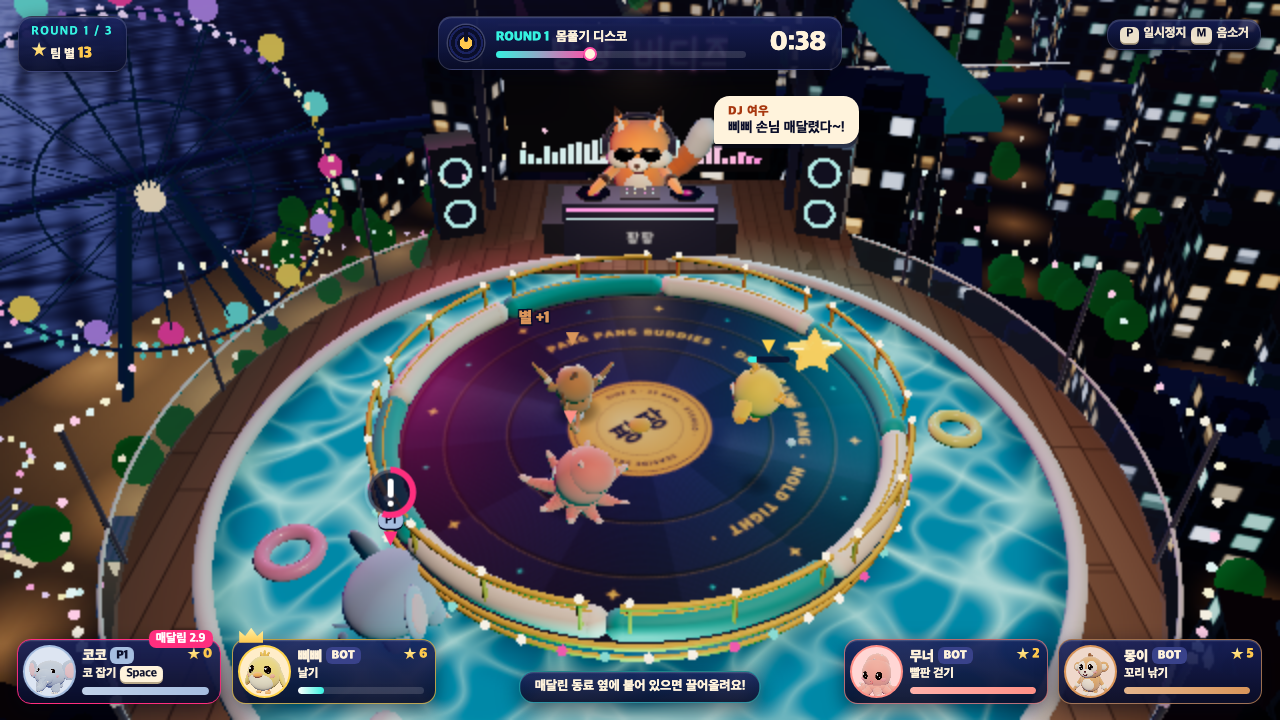 ROUND 1 / 3
★ 팀 별 13
ROUND 1 몸풀기 디스코
0:38
P 일시정지 M 음소거
DJ 여우
삐삐 손님 매달렸다~!
팡팡
별 +1
PANG PANG BUDDIES
HOLD TIGHT
팡팡
!
P1
매달림 2.9
코코 P1 ★ 0
코 잡기 Space
삐삐 BOT ★ 6
날기
매달린 동료 옆에 붙어 있으면 끌어올려요!
무너 BOT ★ 2
빨판 걷기
몽이 BOT ★ 5
꼬리 낚기